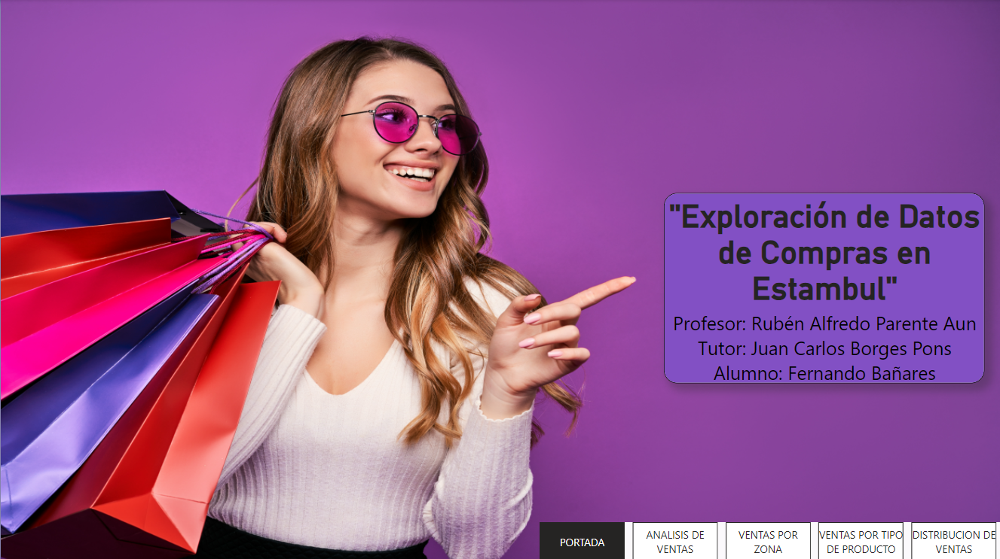 "Exploración de Datos
de Compras en
Estambul"
Profesor: Rubén Alfredo Parente Aun
Tutor: Juan Carlos Borges Pons
Alumno: Fernando Bañares
PORTADA
ANALISIS DE
VENTAS
VENTAS POR
ZONA
VENTAS POR TIPO
DE PRODUCTO
DISTRIBUCION DE
VENTAS